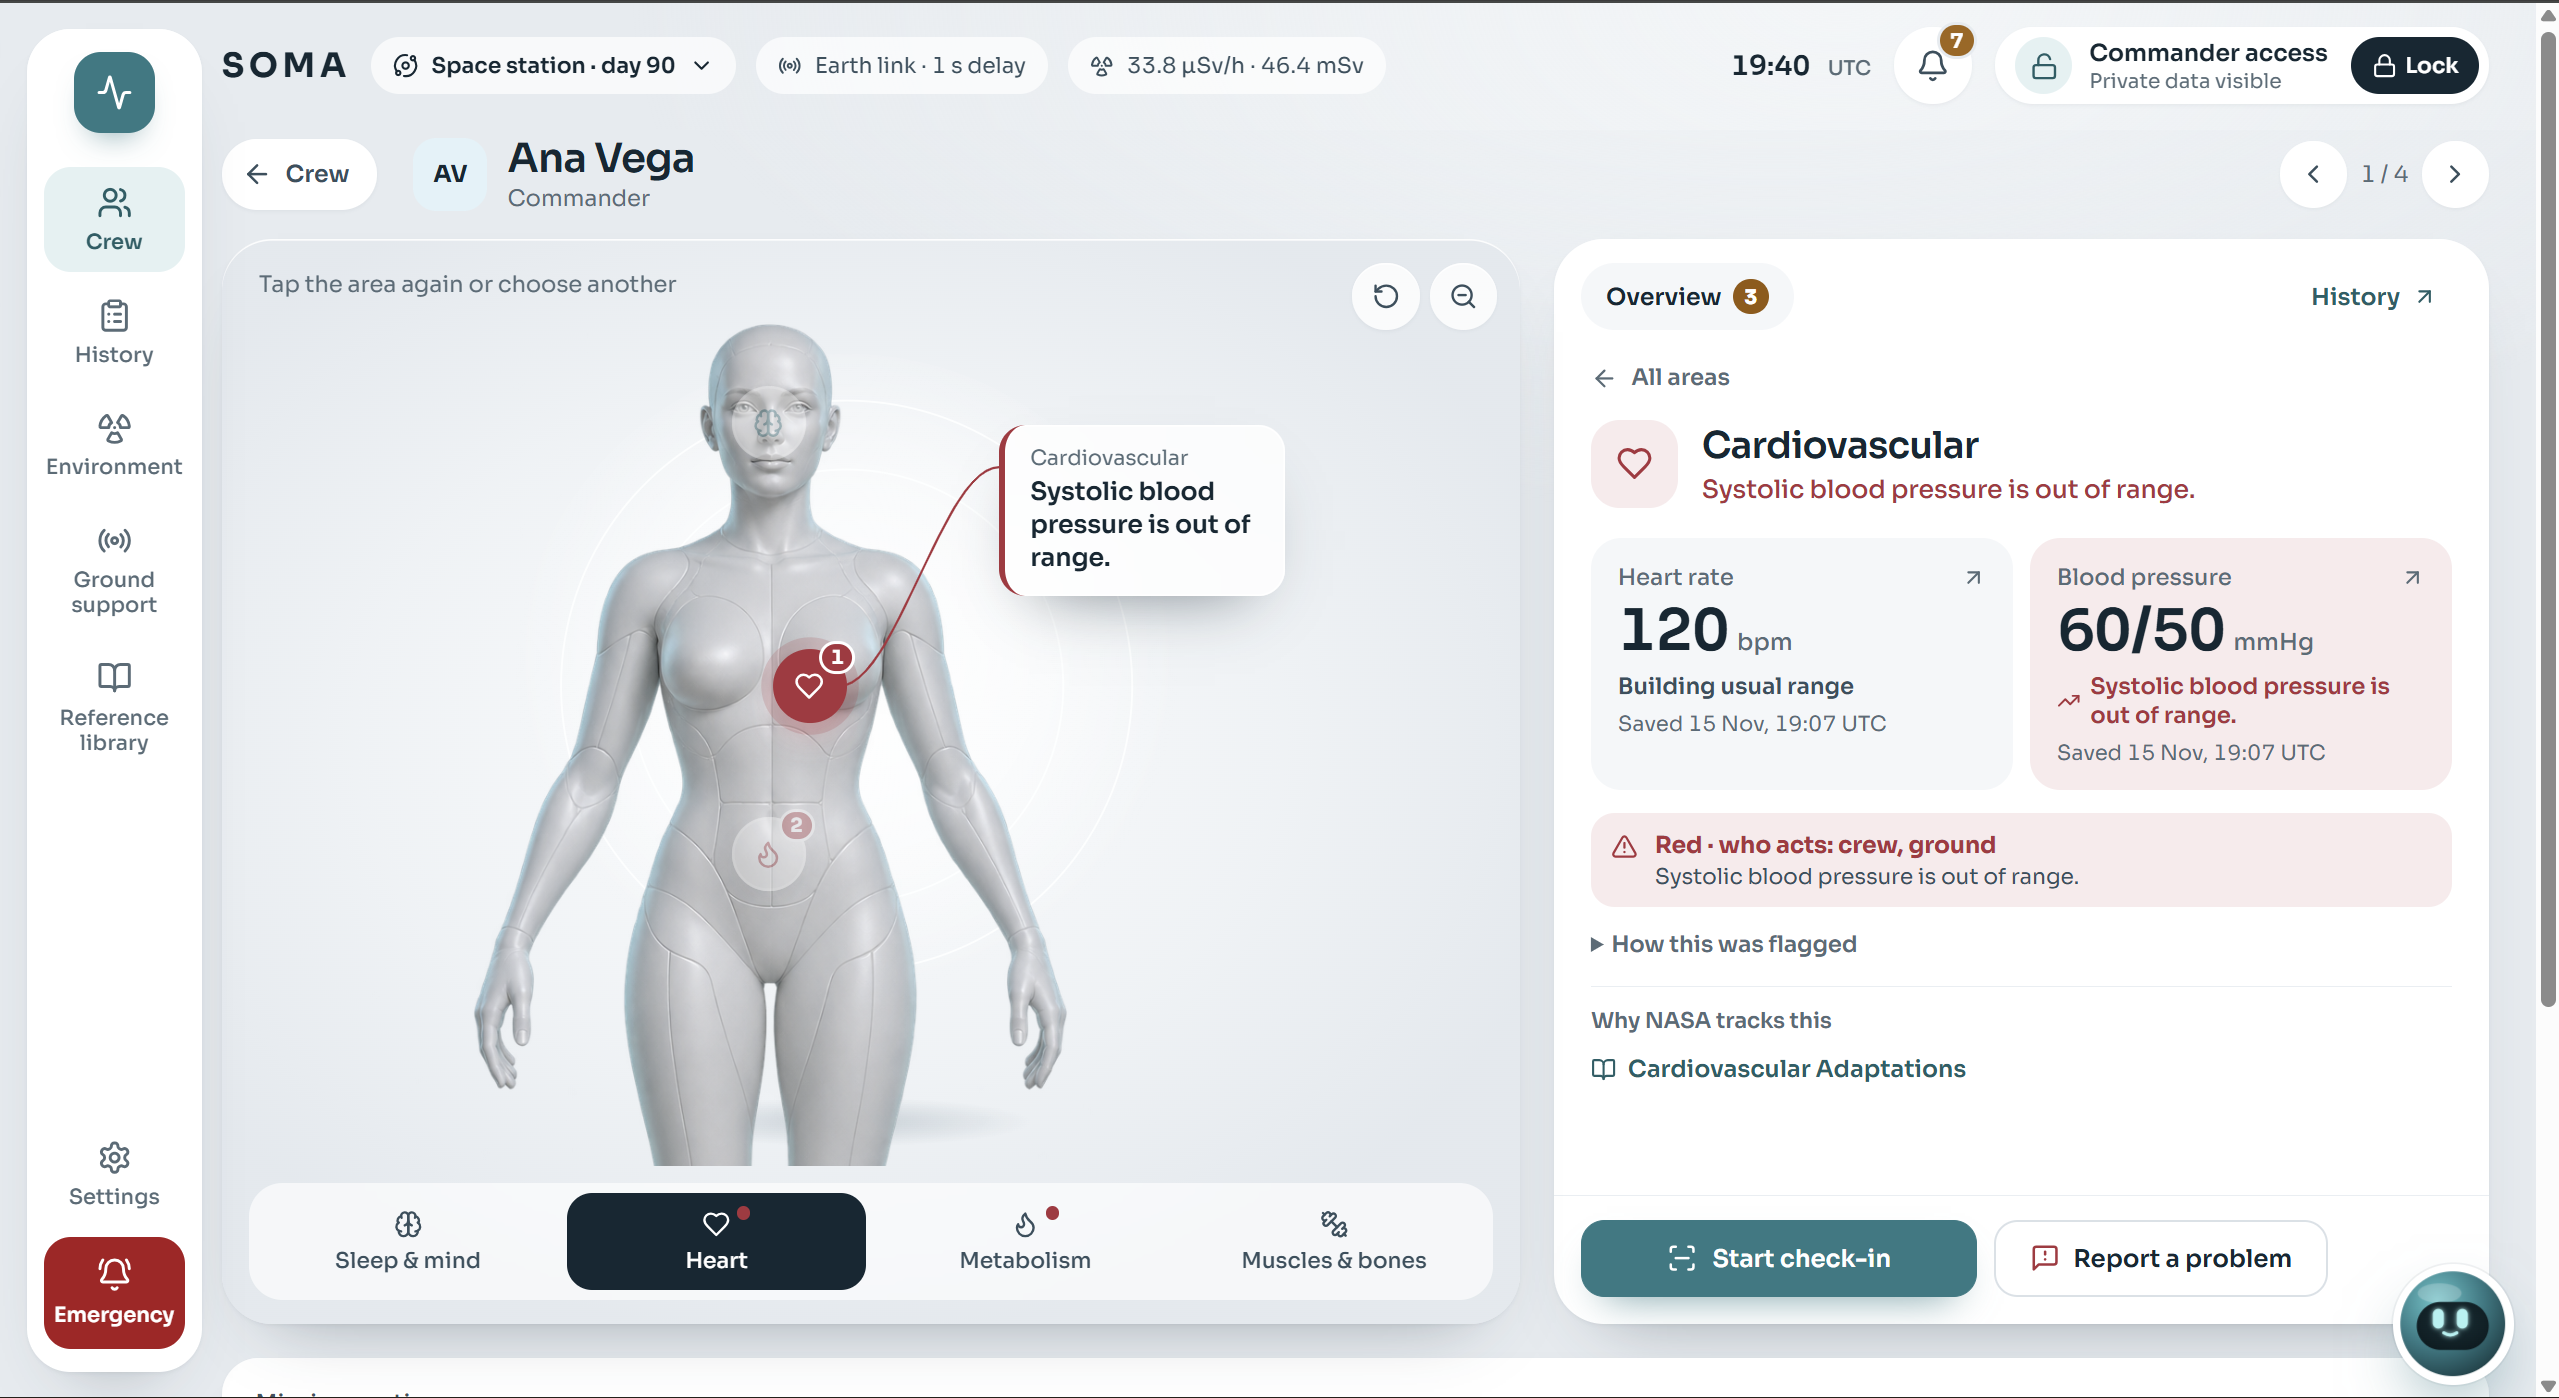 SOMA
Space station · day 90
Earth link · 1 s delay
33.8 µSv/h · 46.4 mSv
19:40 UTC
7
Commander access
Private data visible
Lock
Crew
History
Environment
Ground
support
Reference
library
Settings
Emergency
Crew
AV
Ana Vega
Commander
1 / 4
Tap the area again or choose another
Cardiovascular
Systolic blood
pressure is out of
range.
1
2
Sleep & mind
Heart
Metabolism
Muscles & bones
Overview 3
History
All areas
Cardiovascular
Systolic blood pressure is out of range.
Heart rate
120 bpm
Building usual range
Saved 15 Nov, 19:07 UTC
Blood pressure
60/50 mmHg
Systolic blood pressure is
out of range.
Saved 15 Nov, 19:07 UTC
Red · who acts: crew, ground
Systolic blood pressure is out of range.
How this was flagged
Why NASA tracks this
Cardiovascular Adaptations
Start check-in
Report a problem